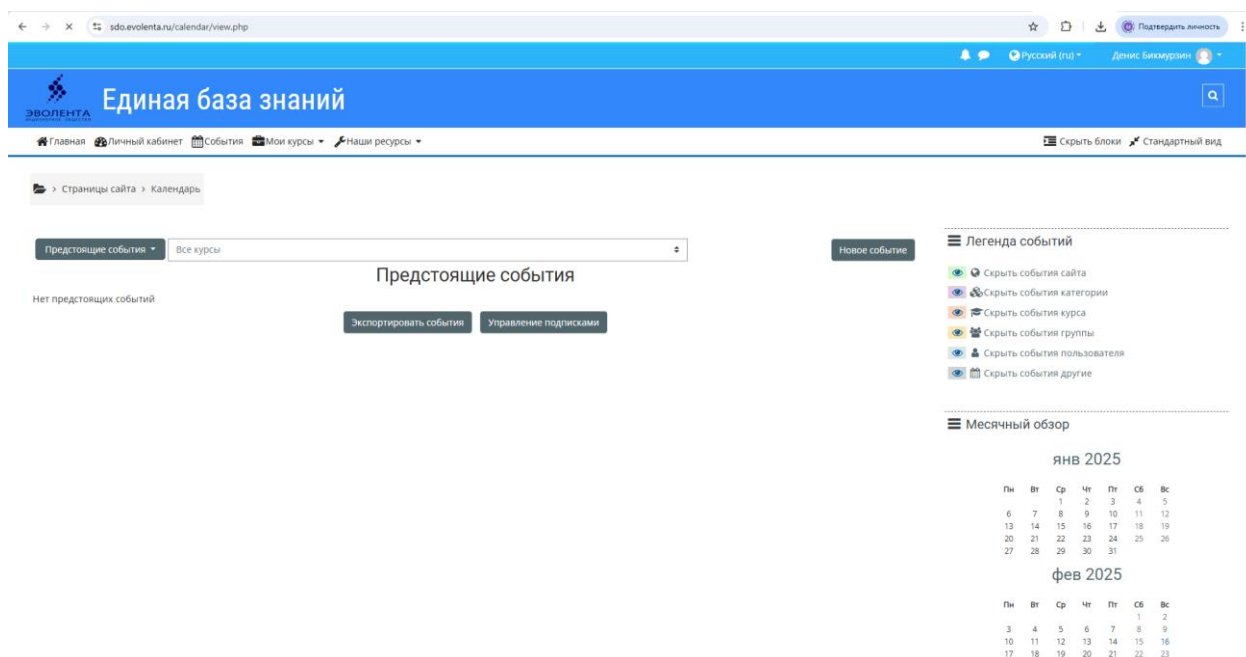 sdo.evolenta.ru/calendar/view.php
Подтвердить личность
Русский (ru)
Денис Бикмурзин
ЭВОЛЕНТА
Единая база знаний
Главная Личный кабинет События Мои курсы Наши ресурсы
Скрыть блоки Стандартный вид
> Страницы сайта > Календарь
Предстоящие события
Все курсы
Новое событие
Предстоящие события
Нет предстоящих событий
Экспортировать события Управление подписками
Легенда событий
Скрыть события сайта
Скрыть события категории
Скрыть события курса
Скрыть события группы
Скрыть события пользователя
Скрыть события другие
Месячный обзор
янв 2025
Пн Вт Ср Чт Пт Сб Вс
1 2 3 4 5
6 7 8 9 10 11 12
13 14 15 16 17 18 19
20 21 22 23 24 25 26
27 28 29 30 31
фев 2025
Пн Вт Ср Чт Пт Сб Вс
1 2
3 4 5 6 7 8 9
10 11 12 13 14 15 16
17 18 19 20 21 22 23